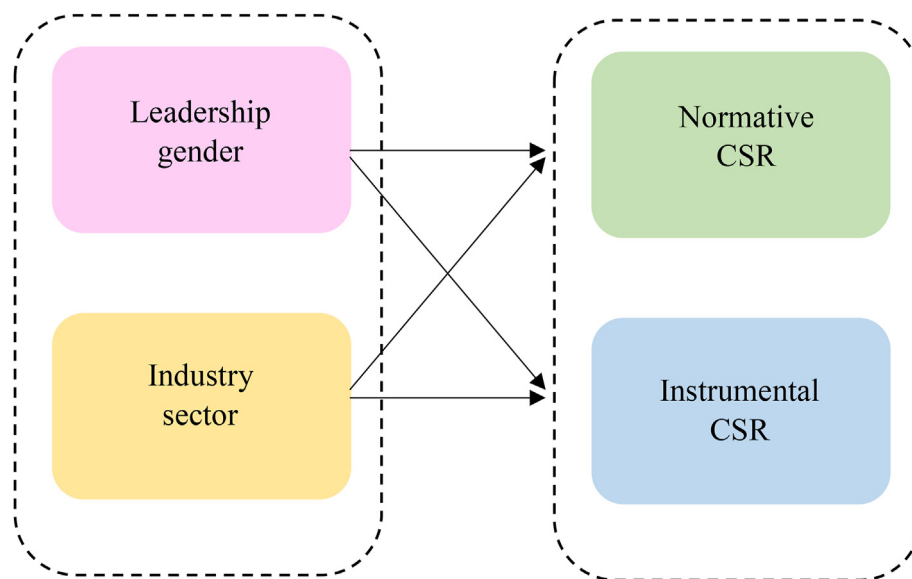 Leadership
gender
Normative
CSR
Industry
sector
Instrumental
CSR